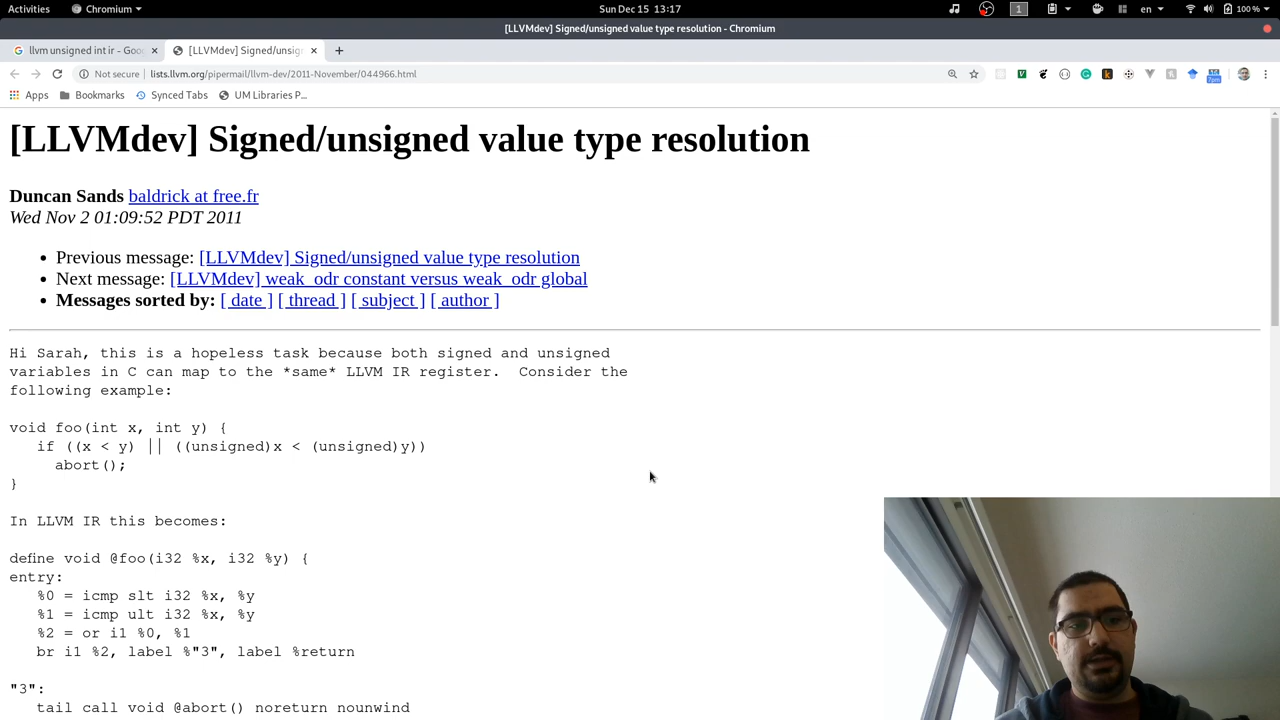 Activities
Chromium
Sun Dec 15 13:17
1
en
100 %
[LLVMdev] Signed/unsigned value type resolution - Chromium
llvm unsigned int ir - Goo
[LLVMdev] Signed/unsig
Not secure
lists.llvm.org/pipermail/llvm-dev/2011-November/044966.html
7pm
Apps
Bookmarks
Synced Tabs
UM Libraries P...
[LLVMdev] Signed/unsigned value type resolution
Duncan Sands baldrick at free.fr
Wed Nov 2 01:09:52 PDT 2011
• Previous message: [LLVMdev] Signed/unsigned value type resolution
• Next message: [LLVMdev] weak_odr constant versus weak_odr global
• Messages sorted by: [ date ] [ thread ] [ subject ] [ author ]
Hi Sarah, this is a hopeless task because both signed and unsigned
variables in C can map to the *same* LLVM IR register.  Consider the
following example:
void foo(int x, int y) {
   if ((x < y) || ((unsigned)x < (unsigned)y))
     abort();
}
In LLVM IR this becomes:
define void @foo(i32 %x, i32 %y) {
entry:
   %0 = icmp slt i32 %x, %y
   %1 = icmp ult i32 %x, %y
   %2 = or i1 %0, %1
   br i1 %2, label %"3", label %return
"3":
   tail call void @abort() noreturn nounwind